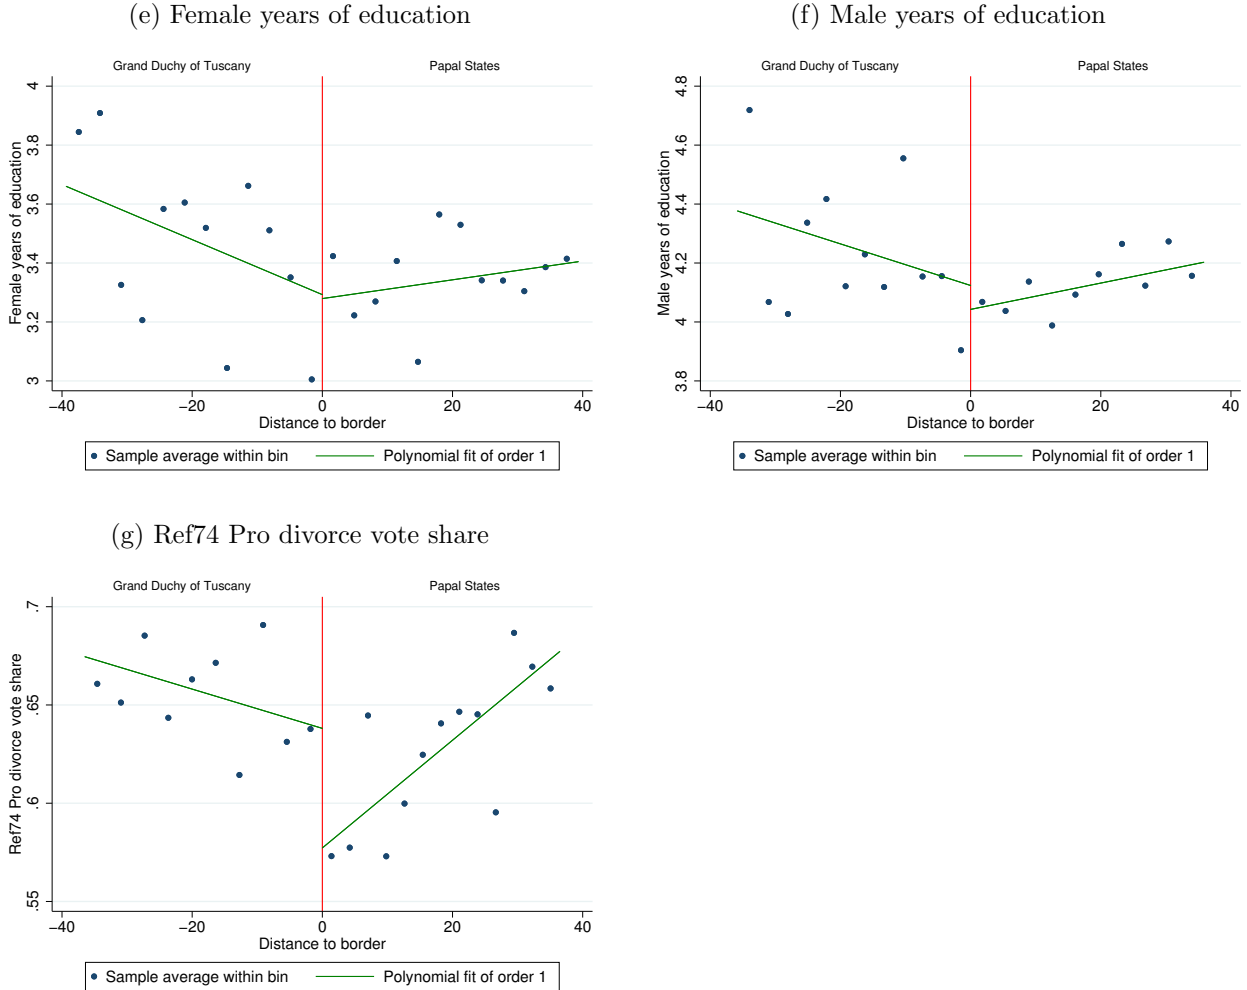 (e) Female years of education
Grand Duchy of Tuscany Papal States
Female years of education
4
3.8
3.6
3.4
3.2
3
−40 −20 0 20 40
Distance to border
Sample average within bin Polynomial fit of order 1
(f) Male years of education
Grand Duchy of Tuscany Papal States
Male years of education
4.8
4.6
4.4
4.2
4
3.8
−40 −20 0 20 40
Distance to border
Sample average within bin Polynomial fit of order 1
(g) Ref74 Pro divorce vote share
Grand Duchy of Tuscany Papal States
Ref74 Pro divorce vote share
.7
.65
.6
.55
−40 −20 0 20 40
Distance to border
Sample average within bin Polynomial fit of order 1